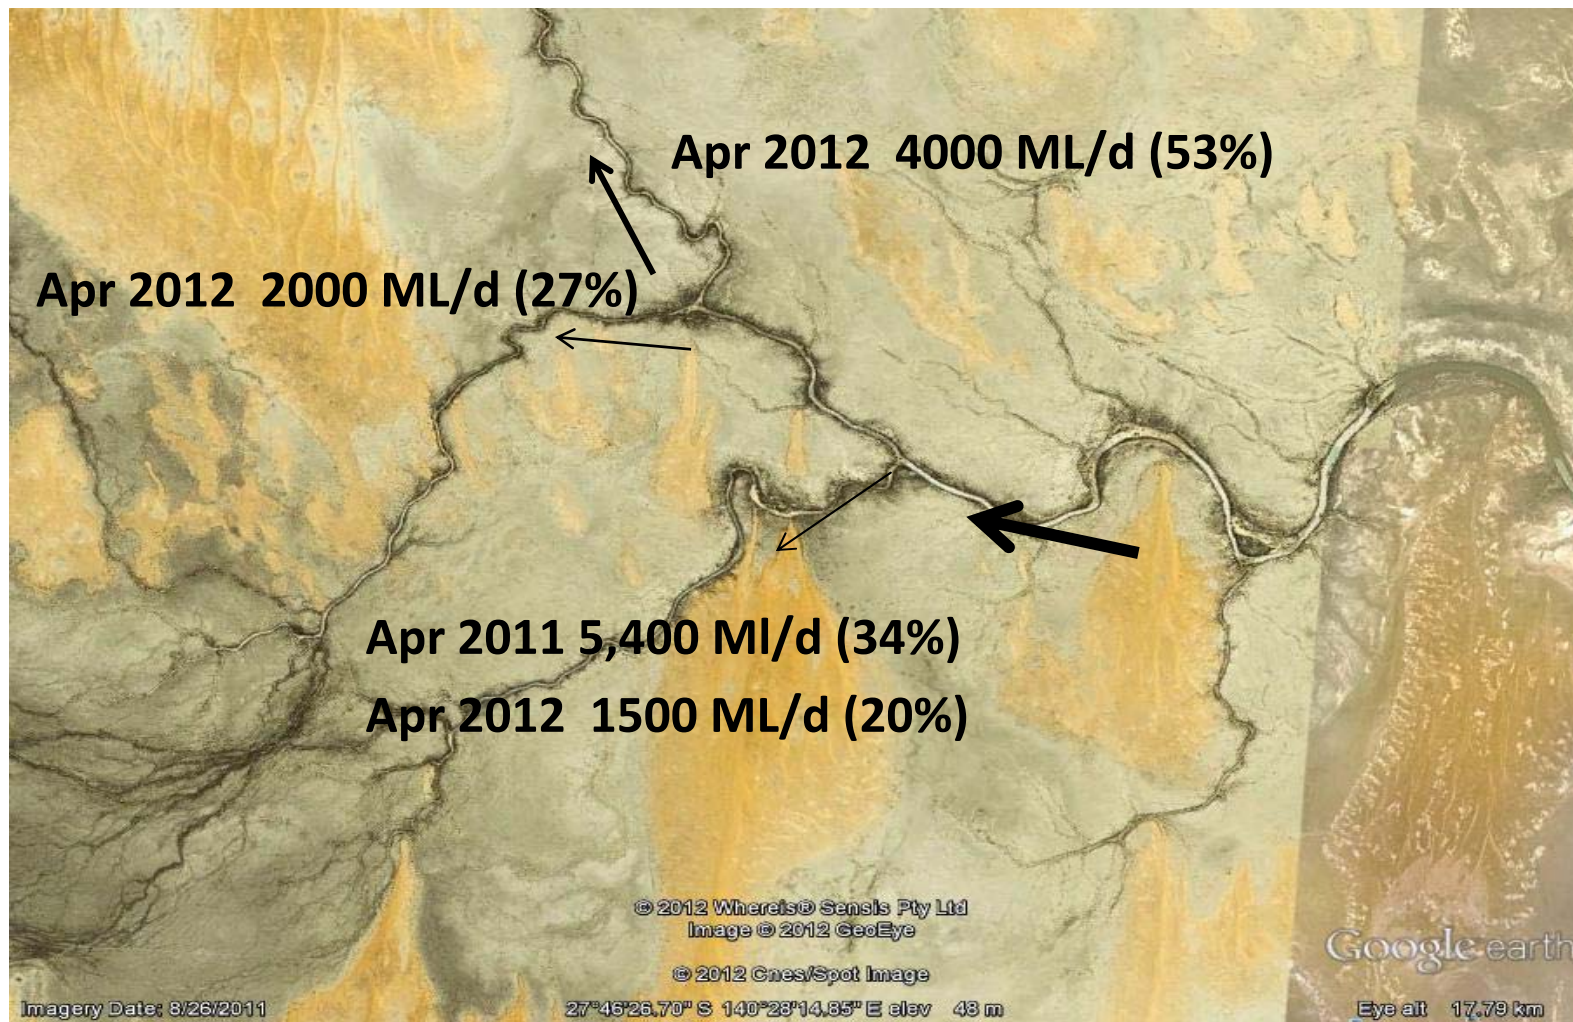 Apr 2012  4000 ML/d (53%)
Apr 2012  2000 ML/d (27%)
Apr 2011 5,400 Ml/d (34%)
Apr 2012  1500 ML/d (20%)
© 2012 Whereis® Sensis Pty Ltd
Image © 2012 GeoEye
© 2012 Cnes/Spot Image
Google earth
Imagery Date: 8/26/2011
27°46'26.70" S 140°28'14.85" E elev 48 m
Eye alt 17.79 km